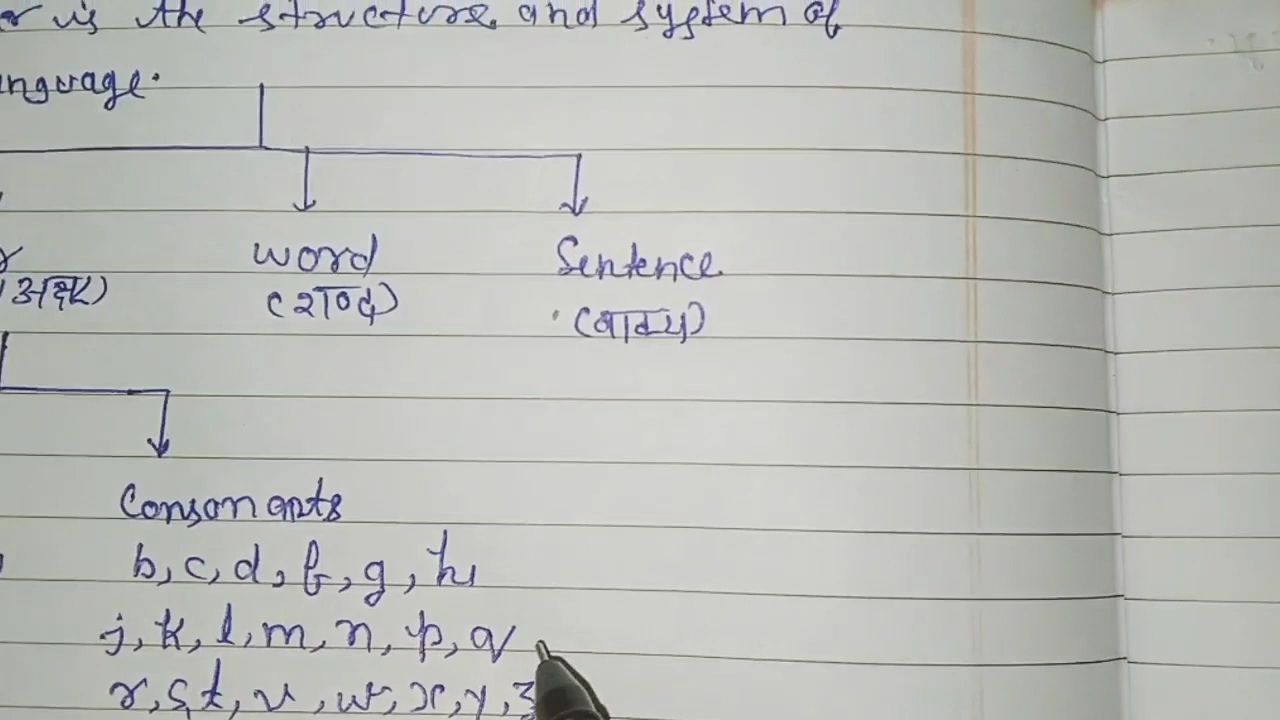 r is the structure and system of
nguage.
r word Sentence
(अक्षर) (शब्द) (वाक्य)
Consonants
b, c, d, f, g, h,
j, k, l, m, n, p, q
r, s, t, v, w, x, y, z